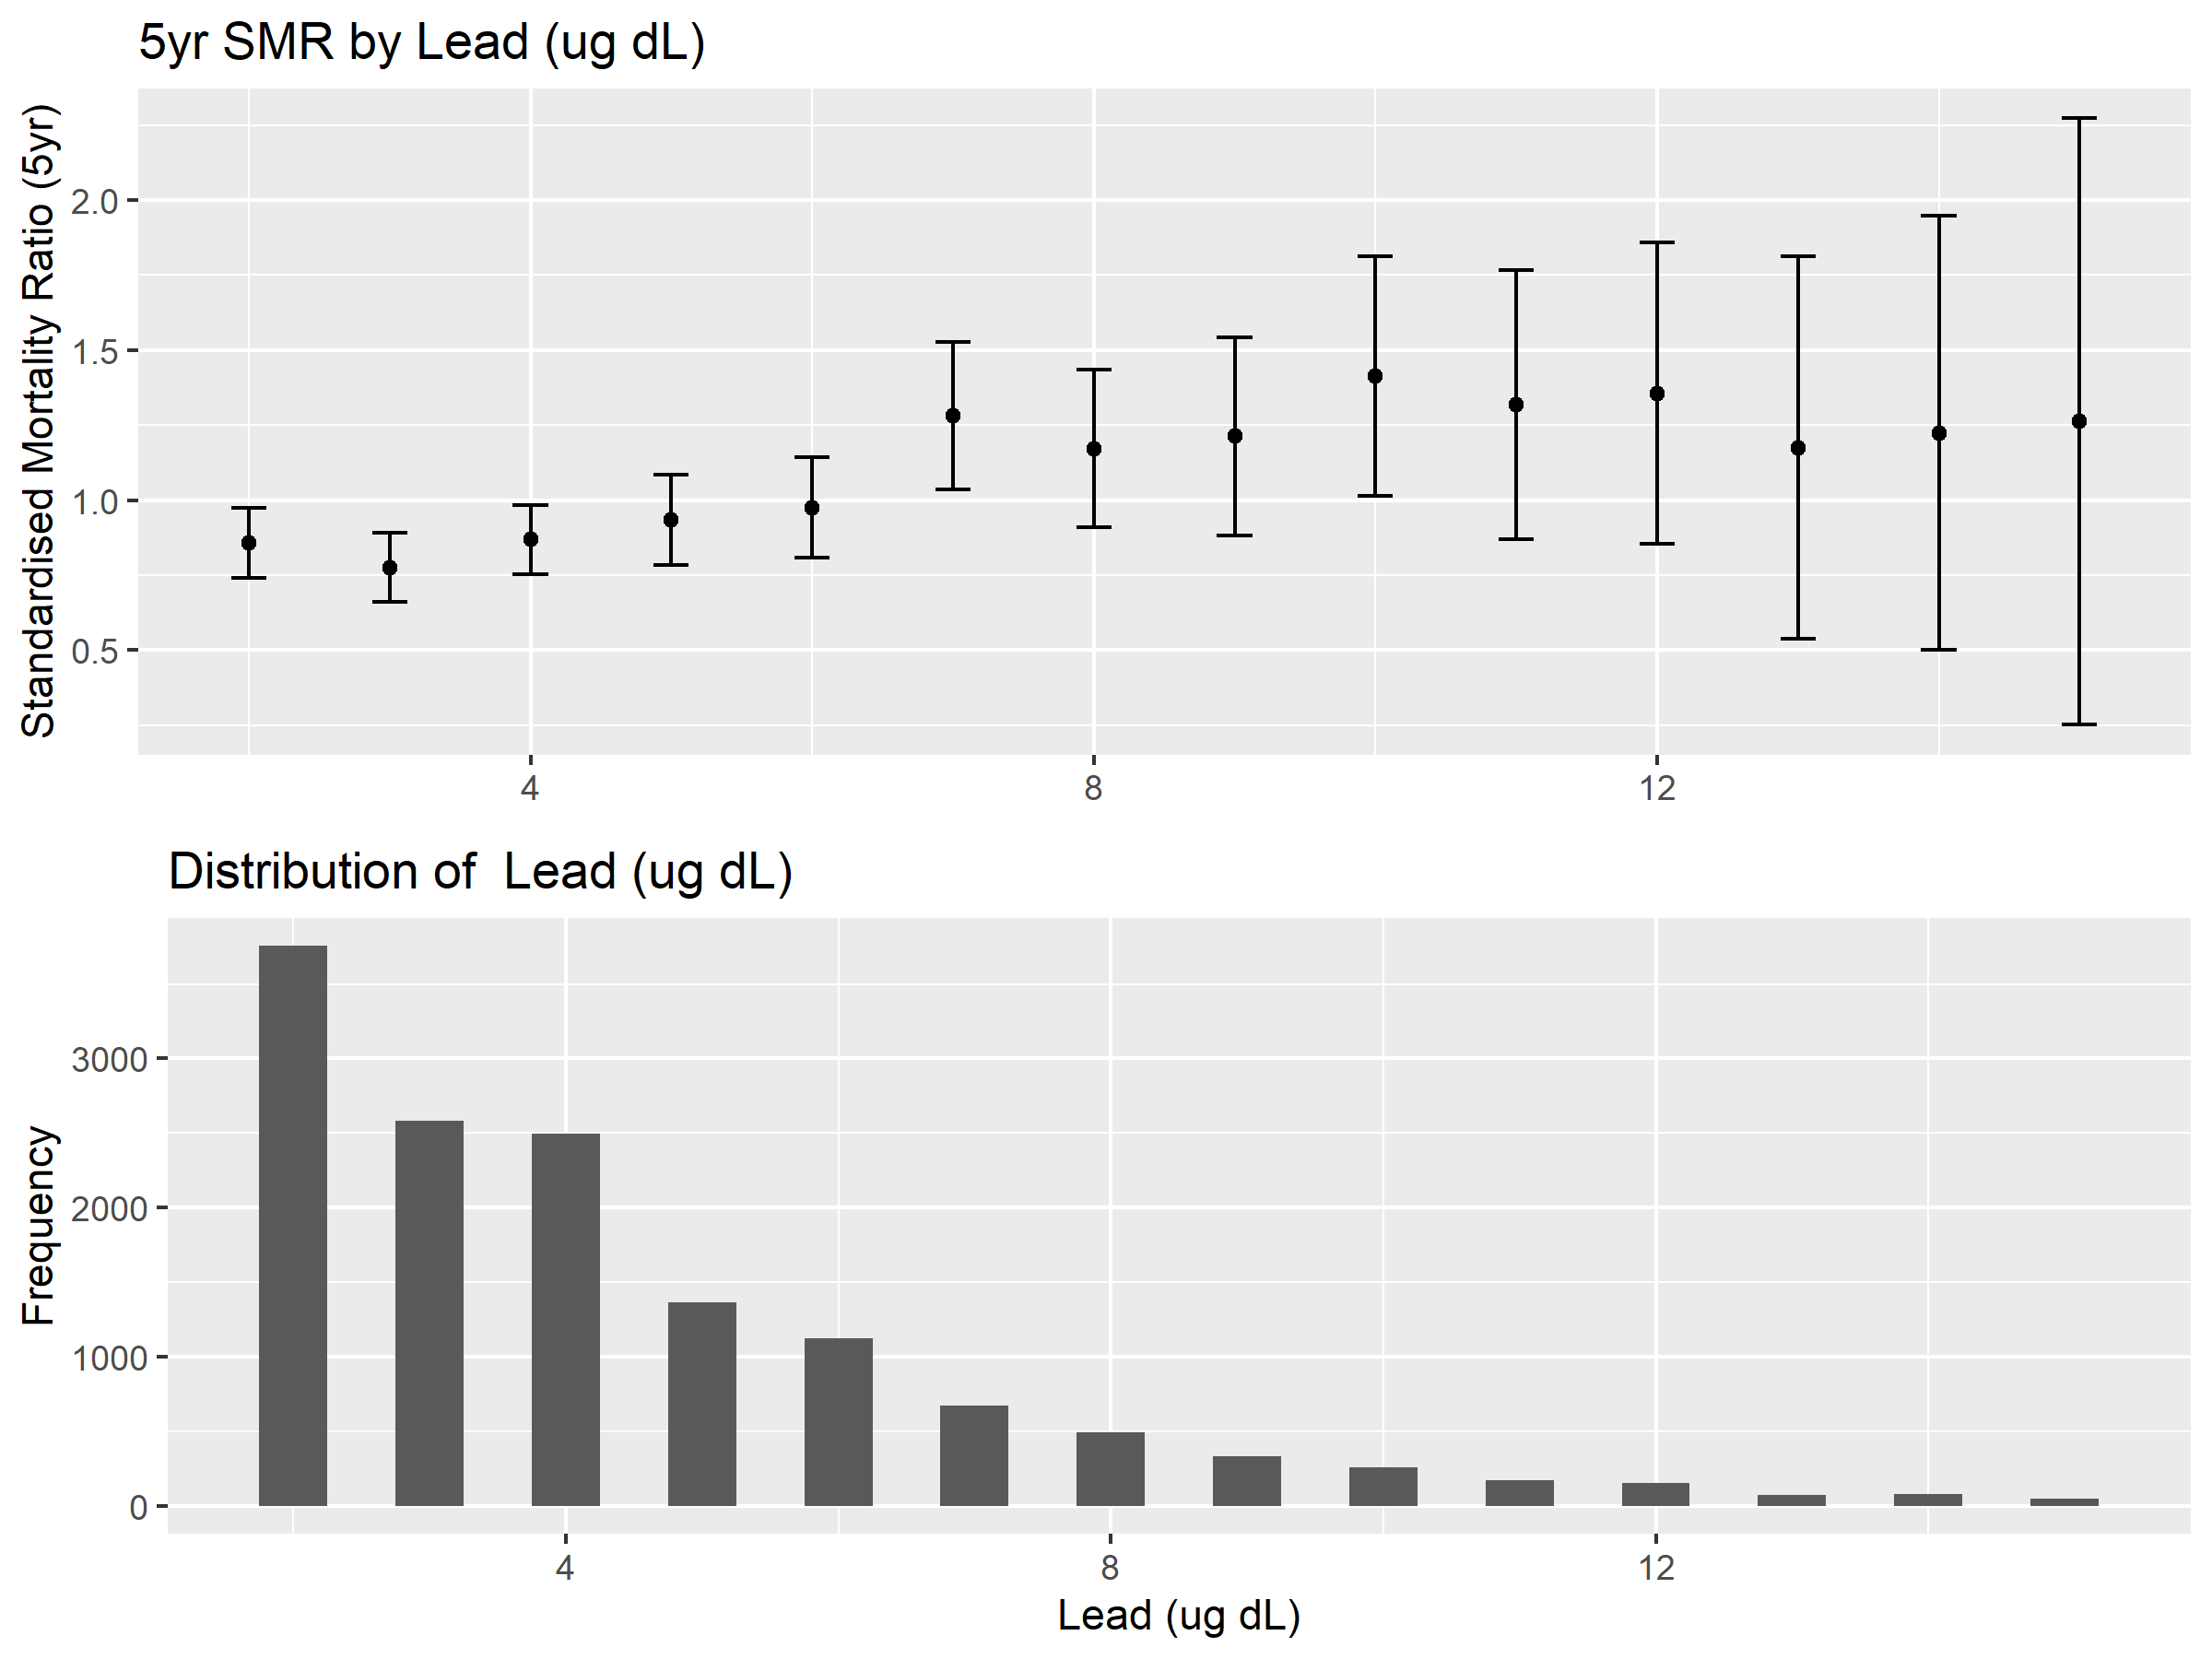 5yr SMR by Lead (ug dL)
Standardised Mortality Ratio (5yr)
2.0
1.5
1.0
0.5
4
8
12
Distribution of  Lead (ug dL)
Frequency
3000
2000
1000
0
4
8
12
Lead (ug dL)